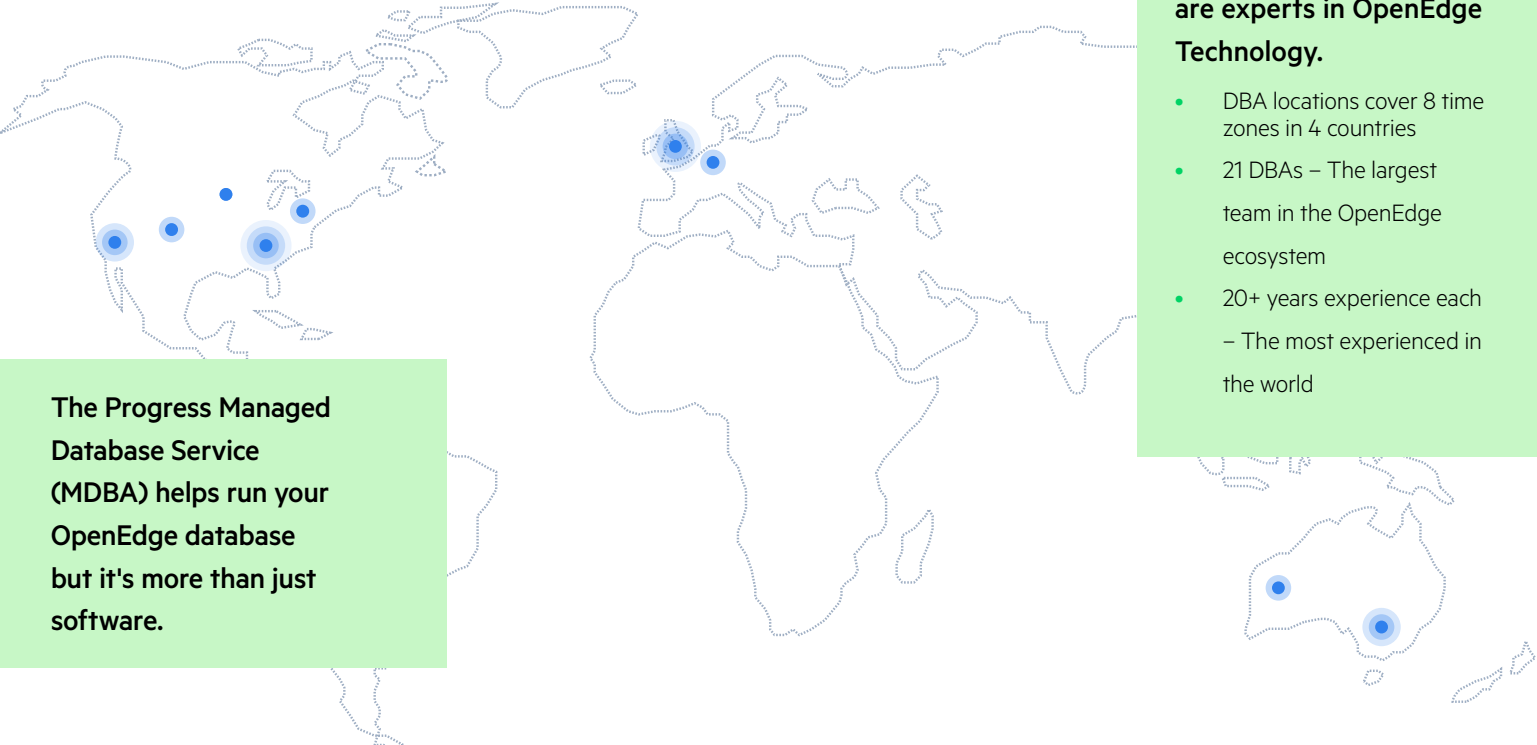 are experts in OpenEdge
Technology.
• DBA locations cover 8 time
zones in 4 countries
• 21 DBAs – The largest
team in the OpenEdge
ecosystem
• 20+ years experience each
– The most experienced in
the world
The Progress Managed
Database Service
(MDBA) helps run your
OpenEdge database
but it's more than just
software.